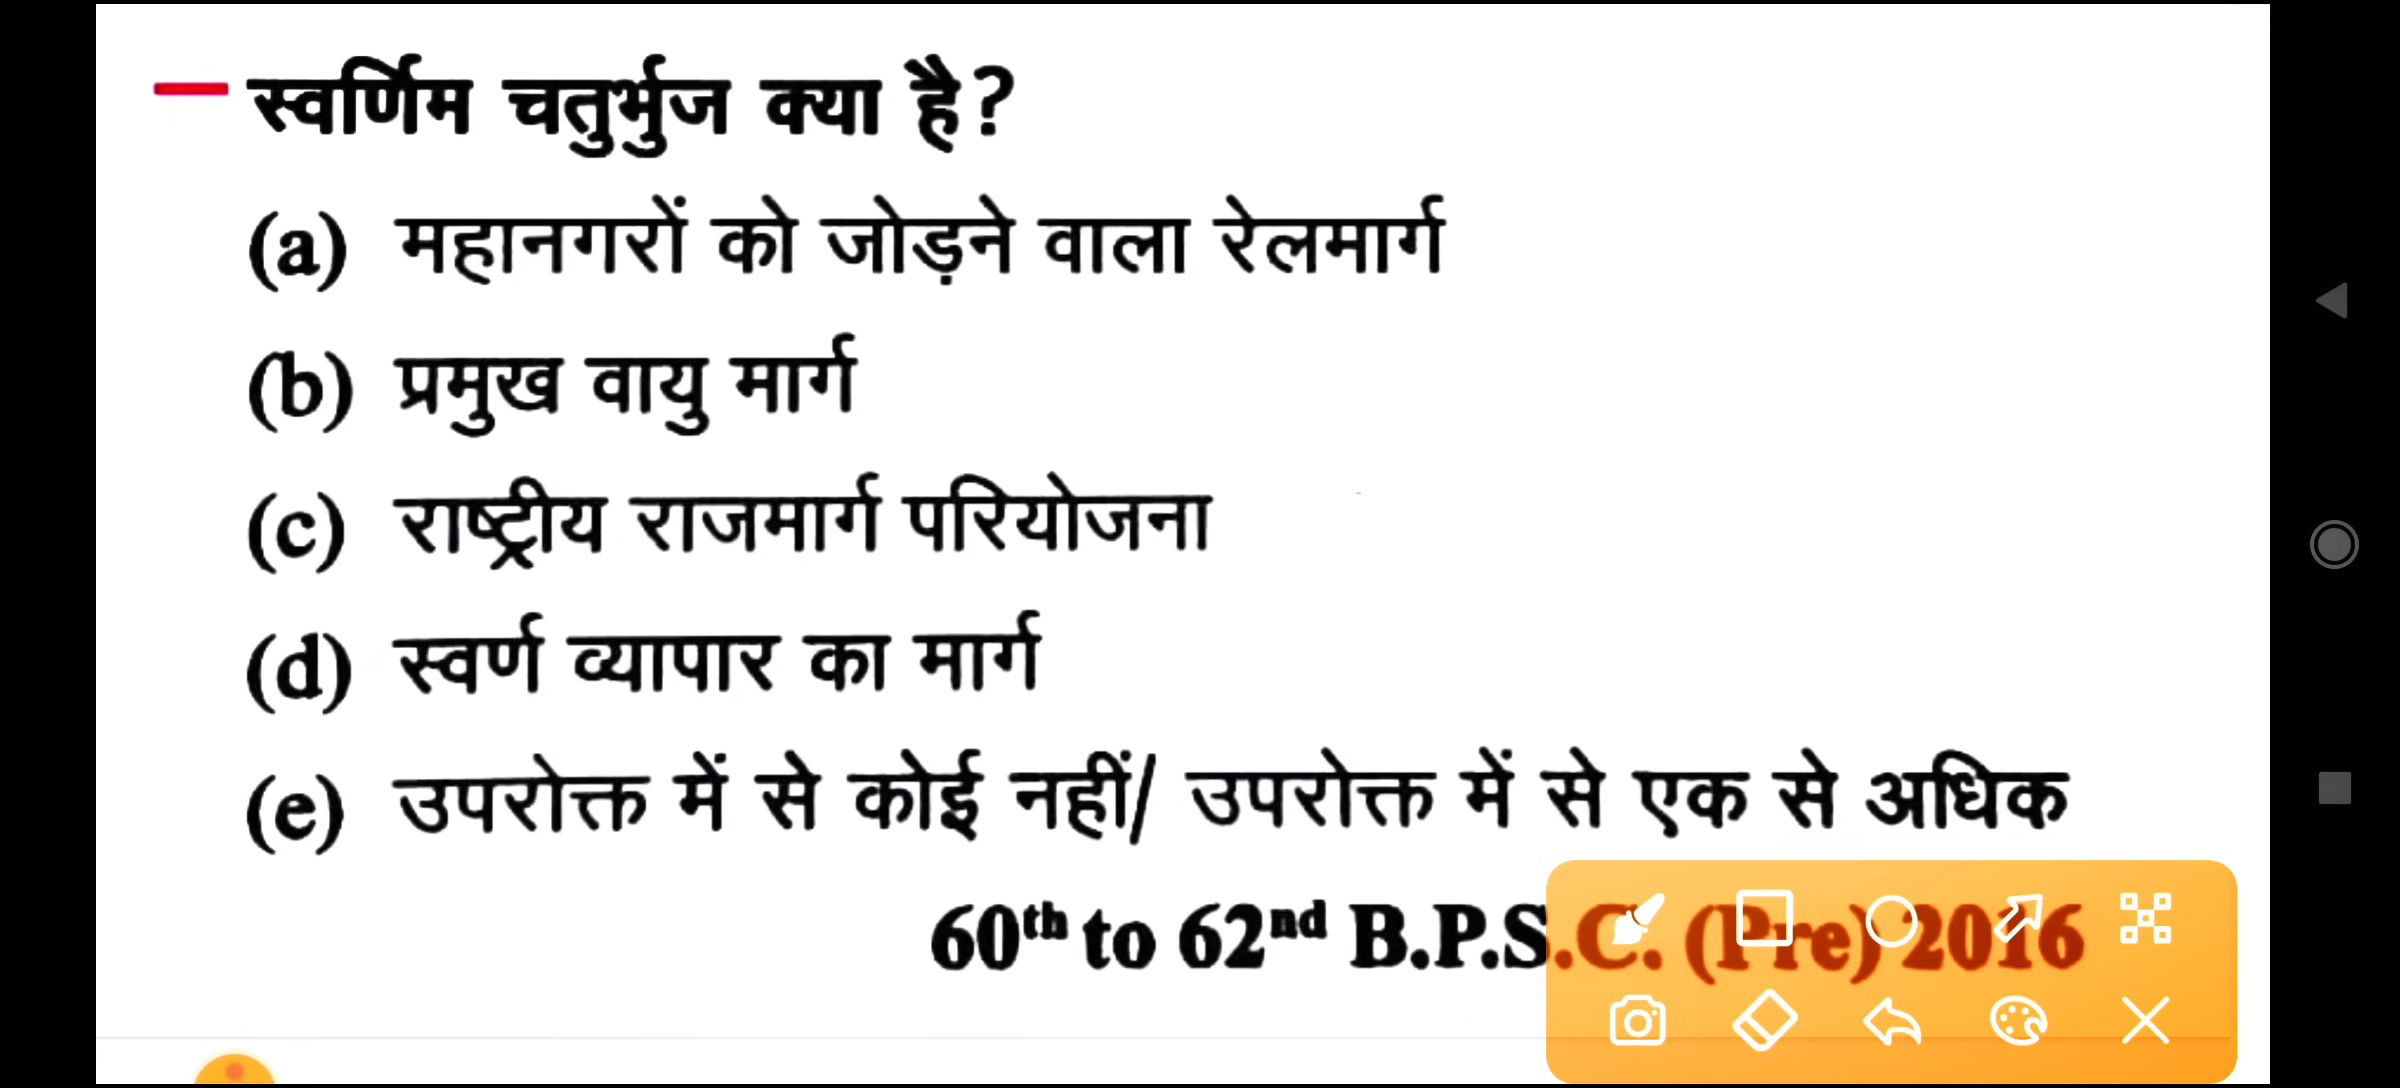 स्वर्णिम चतुर्भुज क्या है?
(a) महानगरों को जोड़ने वाला रेलमार्ग
(b) प्रमुख वायु मार्ग
(c) राष्ट्रीय राजमार्ग परियोजना
(d) स्वर्ण व्यापार का मार्ग
(e) उपरोक्त में से कोई नहीं/ उपरोक्त में से एक से अधिक
60th to 62nd B.P.S.C. (Pre) 2016